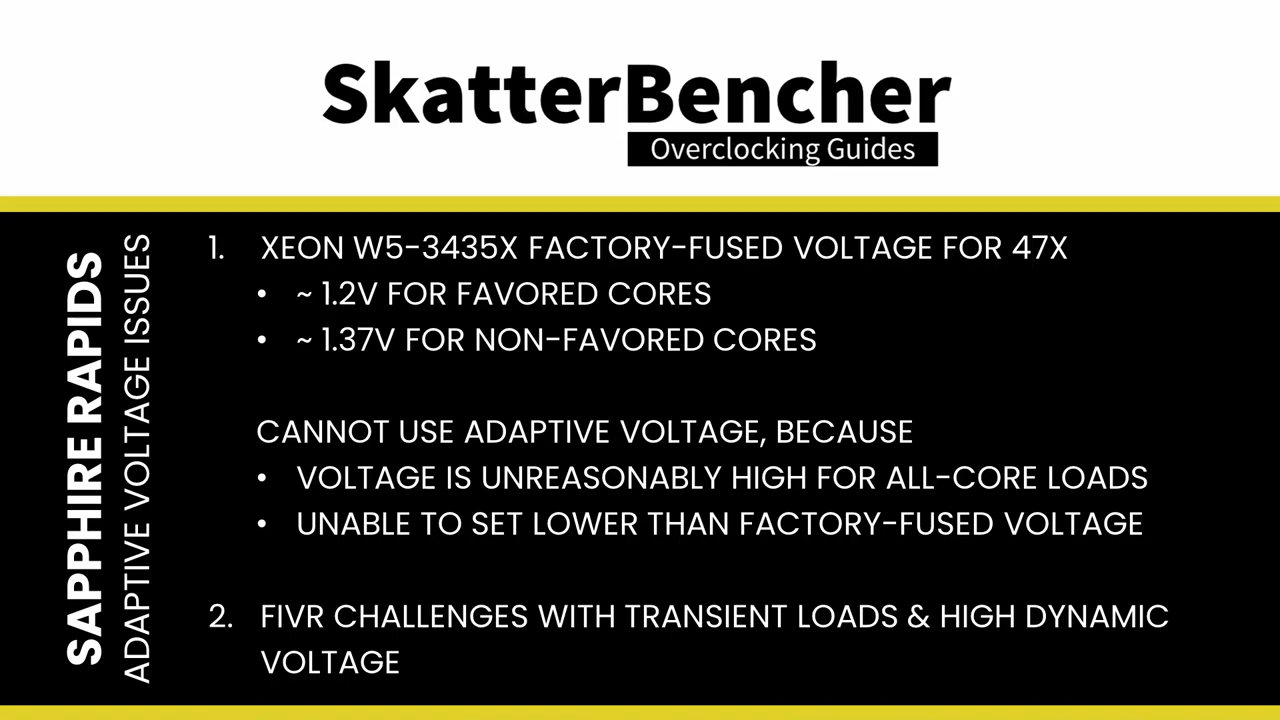 SkatterBencher
Overclocking Guides
SAPPHIRE RAPIDS
ADAPTIVE VOLTAGE ISSUES
1. XEON W5-3435X FACTORY-FUSED VOLTAGE FOR 47X
• ~ 1.2V FOR FAVORED CORES
• ~ 1.37V FOR NON-FAVORED CORES
CANNOT USE ADAPTIVE VOLTAGE, BECAUSE
• VOLTAGE IS UNREASONABLY HIGH FOR ALL-CORE LOADS
• UNABLE TO SET LOWER THAN FACTORY-FUSED VOLTAGE
2. FIVR CHALLENGES WITH TRANSIENT LOADS & HIGH DYNAMIC
VOLTAGE